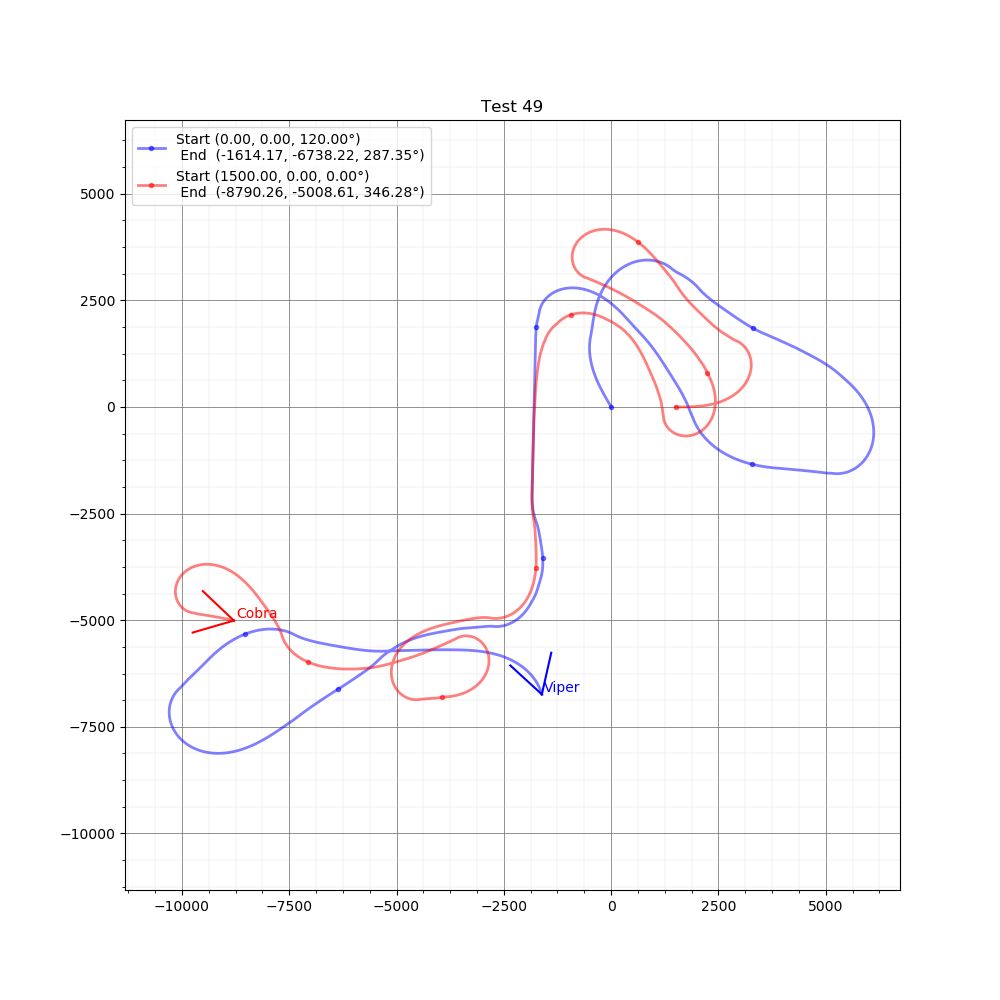 Test 49
Start (0.00, 0.00, 120.00°)
End  (-1614.17, -6738.22, 287.35°)
Start (1500.00, 0.00, 0.00°)
End  (-8790.26, -5008.61, 346.28°)
5000
2500
0
−2500
−5000
−7500
−10000
Cobra
Viper
−10000 −7500 −5000 −2500 0 2500 5000